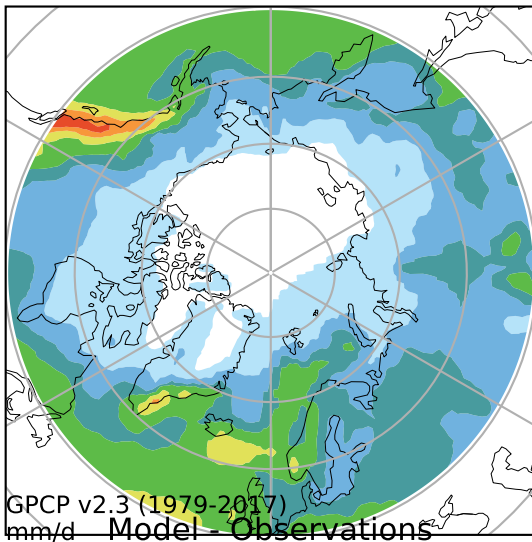 GPCP v2.3 (1979-2017)
mm/d Model - Observations